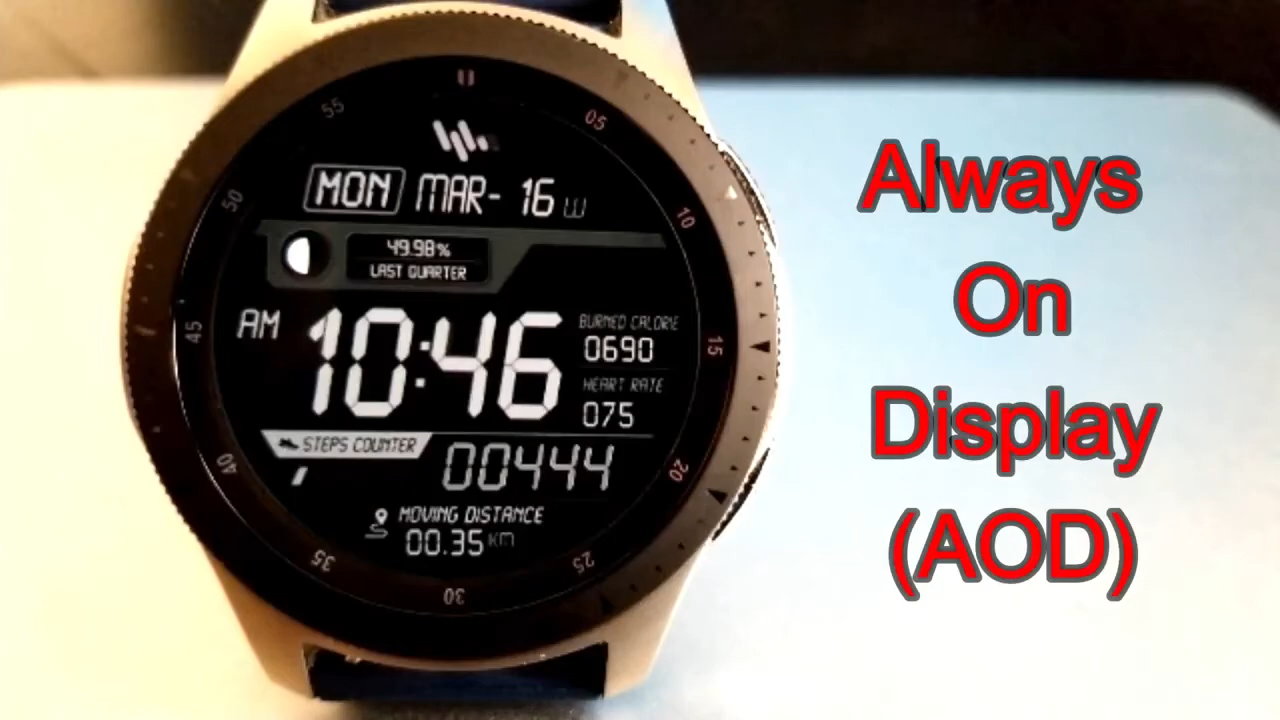 55
05
MON MAR- 16 W
50
10
49.98%
LAST QUARTER
AM 10:46
BURNED CALORIE
0690
45
15
HEART RATE
075
STEPS COUNTER
00444
40
20
MOVING DISTANCE
00.35 KM
35
25
30
Always
On
Display
(AOD)